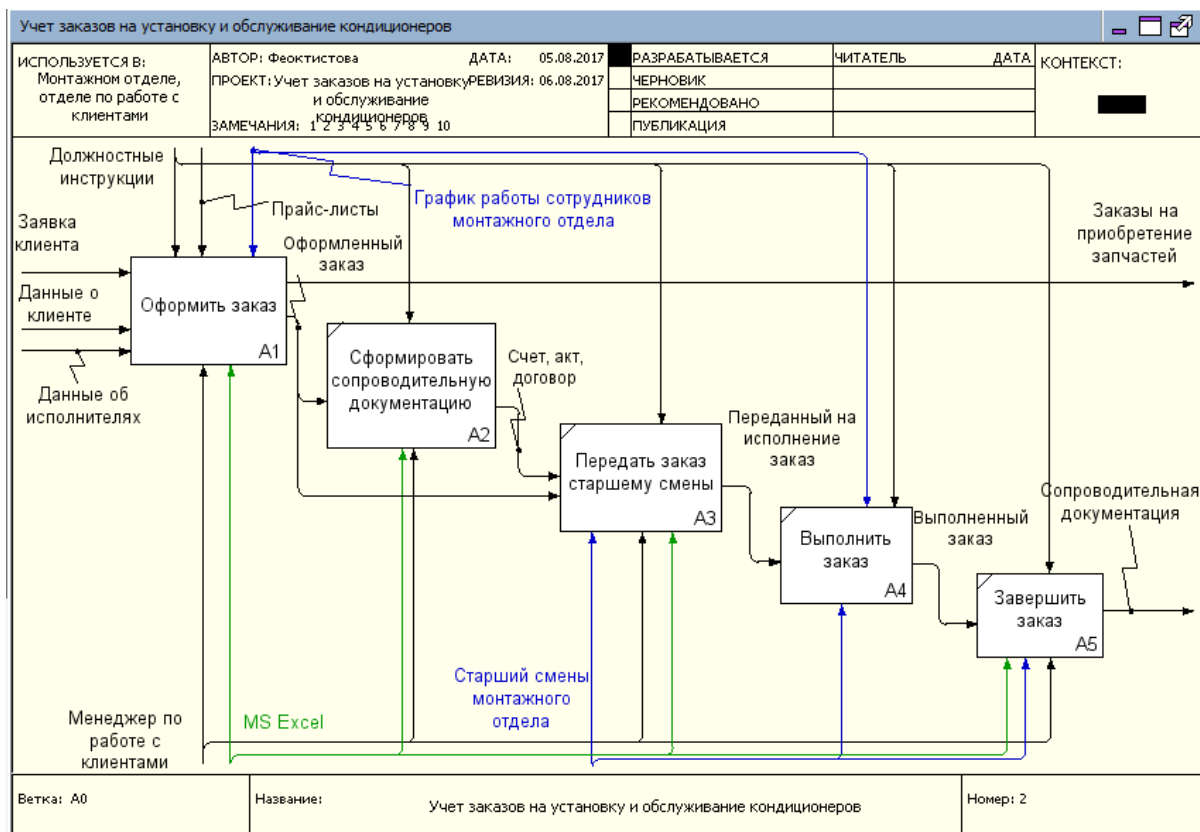 Учет заказов на установку и обслуживание кондиционеров
ИСПОЛЬЗУЕТСЯ В:
Монтажном отделе,
отделе по работе с
клиентами
АВТОР: Феоктистова
ДАТА: 05.08.2017
ПРОЕКТ: Учет заказов на установку
и обслуживание
кондиционеров
РЕВИЗИЯ: 06.08.2017
ЗАМЕЧАНИЯ: 1 2 3 4 5 6 7 8 9 10
РАЗРАБАТЫВАЕТСЯ
ЧЕРНОВИК
РЕКОМЕНДОВАНО
ПУБЛИКАЦИЯ
ЧИТАТЕЛЬ
ДАТА
КОНТЕКСТ:
Должностные
инструкции
Прайс-листы
График работы сотрудников
монтажного отдела
Заявка
клиента
Оформленный
заказ
Заказы на
приобретение
запчастей
Данные о
клиенте
Оформить заказ
A1
Данные об
исполнителях
Сформировать
сопроводительную
документацию
A2
Счет, акт,
договор
Передать заказ
старшему смены
A3
Переданный на
исполнение
заказ
Выполнить
заказ
A4
Выполненный
заказ
Сопроводительная
документация
Завершить
заказ
A5
Старший смены
монтажного
отдела
MS Excel
Менеджер по
работе с
клиентами
Ветка: A0
Название:
Учет заказов на установку и обслуживание кондиционеров
Номер: 2